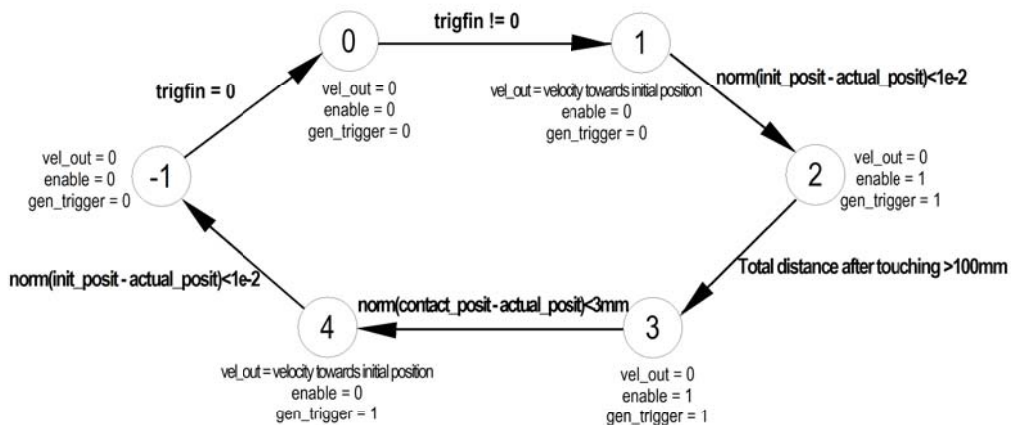 trigfin != 0
0
1
trigfin = 0
vel_out = 0
enable = 0
gen_trigger = 0
vel_out = velocity towards initial position
enable = 0
gen_trigger = 0
norm(init_posit - actual_posit)<1e-2
vel_out = 0
enable = 0
gen_trigger = 0
-1
2
vel_out = 0
enable = 1
gen_trigger = 1
norm(init_posit - actual_posit)<1e-2
Total distance after touching >100mm
norm(contact_posit - actual_posit)<3mm
4
3
vel_out = velocity towards initial position
enable = 0
gen_trigger = 1
vel_out = 0
enable = 1
gen_trigger = 1